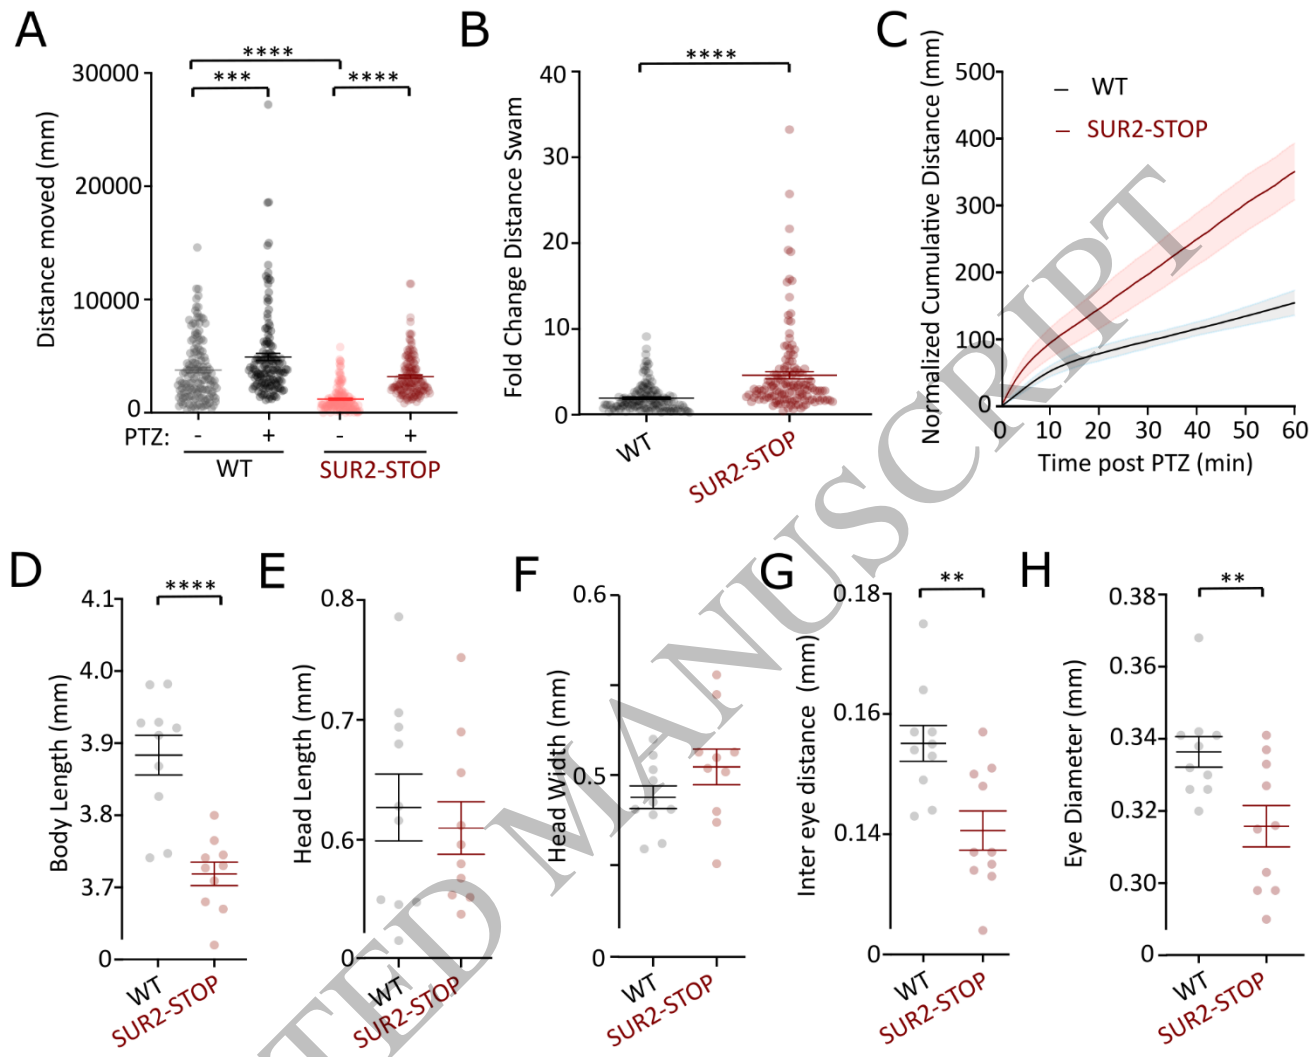 A
B
C
****
***
****
30000
20000
10000
0
Distance moved (mm)
PTZ:
-
+
-
+
WT
SUR2-STOP
****
40
30
20
10
0
Fold Change Distance Swam
WT
SUR2-STOP
500
400
300
200
100
0
Normalized Cumulative Distance (mm)
WT
SUR2-STOP
0 10 20 30 40 50 60
Time post PTZ (min)
D
E
F
G
H
****
4.1
4.0
3.9
3.8
3.7
0
Body Length (mm)
WT
SUR2-STOP
0.8
0.7
0.6
0
Head Length (mm)
WT
SUR2-STOP
0.6
0.5
0
Head Width (mm)
WT
SUR2-STOP
**
0.18
0.16
0.14
0
Inter eye distance (mm)
WT
SUR2-STOP
**
0.38
0.36
0.34
0.32
0.30
0
Eye Diameter (mm)
WT
SUR2-STOP
TED MANUSCRIPT